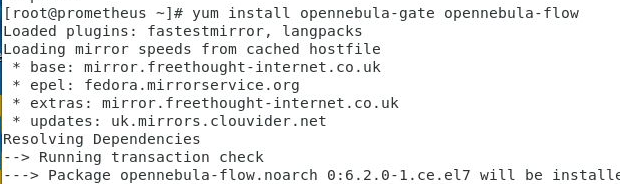 [root@prometheus ~]# yum install opennebula-gate opennebula-flow
Loaded plugins: fastestmirror, langpacks
Loading mirror speeds from cached hostfile
 * base: mirror.freethought-internet.co.uk
 * epel: fedora.mirrorservice.org
 * extras: mirror.freethought-internet.co.uk
 * updates: uk.mirrors.clouvider.net
Resolving Dependencies
--> Running transaction check
---> Package opennebula-flow.noarch 0:6.2.0-1.ce.el7 will be installe